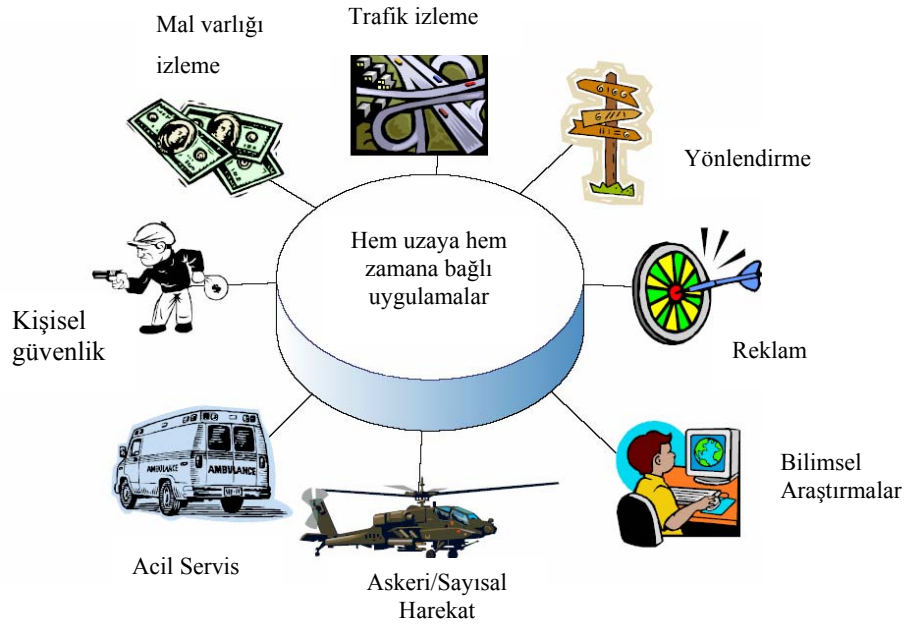 Mal varlığı
izleme
Trafik izleme
Yönlendirme
Hem uzaya hem
zamana bağlı
uygulamalar
Kişisel
güvenlik
Reklam
AMBULANCE
AMBULANCE
Bilimsel
Araştırmalar
Acil Servis
Askeri/Sayısal
Harekat